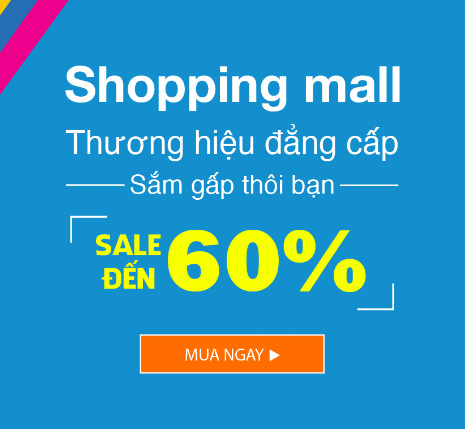 Shopping mall
Thương hiệu đẳng cấp
Sắm gấp thôi bạn
SALE ĐẾN 60%
MUA NGAY